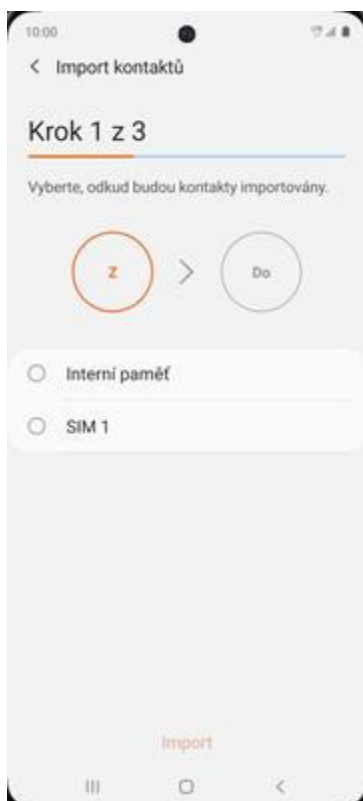 10:00
Import kontaktů
Krok 1 z 3
Vyberte, odkud budou kontakty importovány.
Z
Do
Interní paměť
SIM 1
Import